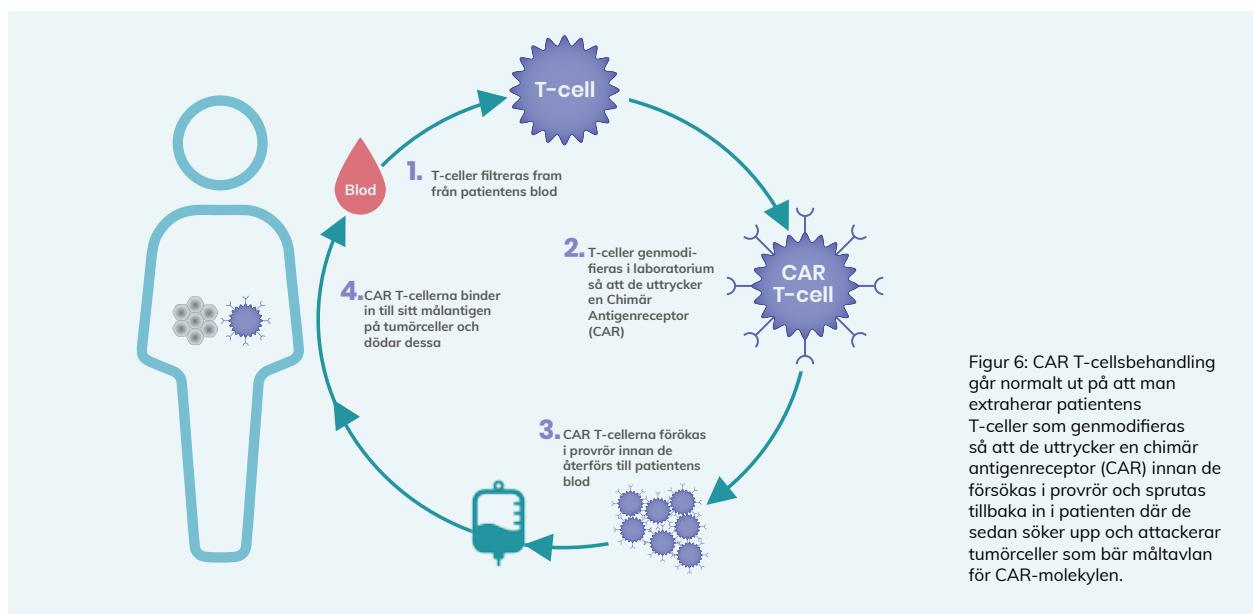 T-cell
Blod
1. T-celler filtreras fram
från patientens blod
2. T-celler genmodi-
fieras i laboratorium
så att de uttrycker
en Chimär
Antigenreceptor
(CAR)
CAR
T-cell
3. CAR T-cellerna förökas
i provrör innan de
återförs till patientens
blod
4. CAR T-cellerna binder
in till sitt målantigen
på tumörceller och
dödar dessa
Figur 6: CAR T-cellsbehandling
går normalt ut på att man
extraherar patientens
T-celler som genmodifieras
så att de uttrycker en chimär
antigenreceptor (CAR) innan de
försökas i provrör och sprutas
tillbaka in i patienten där de
sedan söker upp och attackerar
tumörceller som bär måltavlan
för CAR-molekylen.